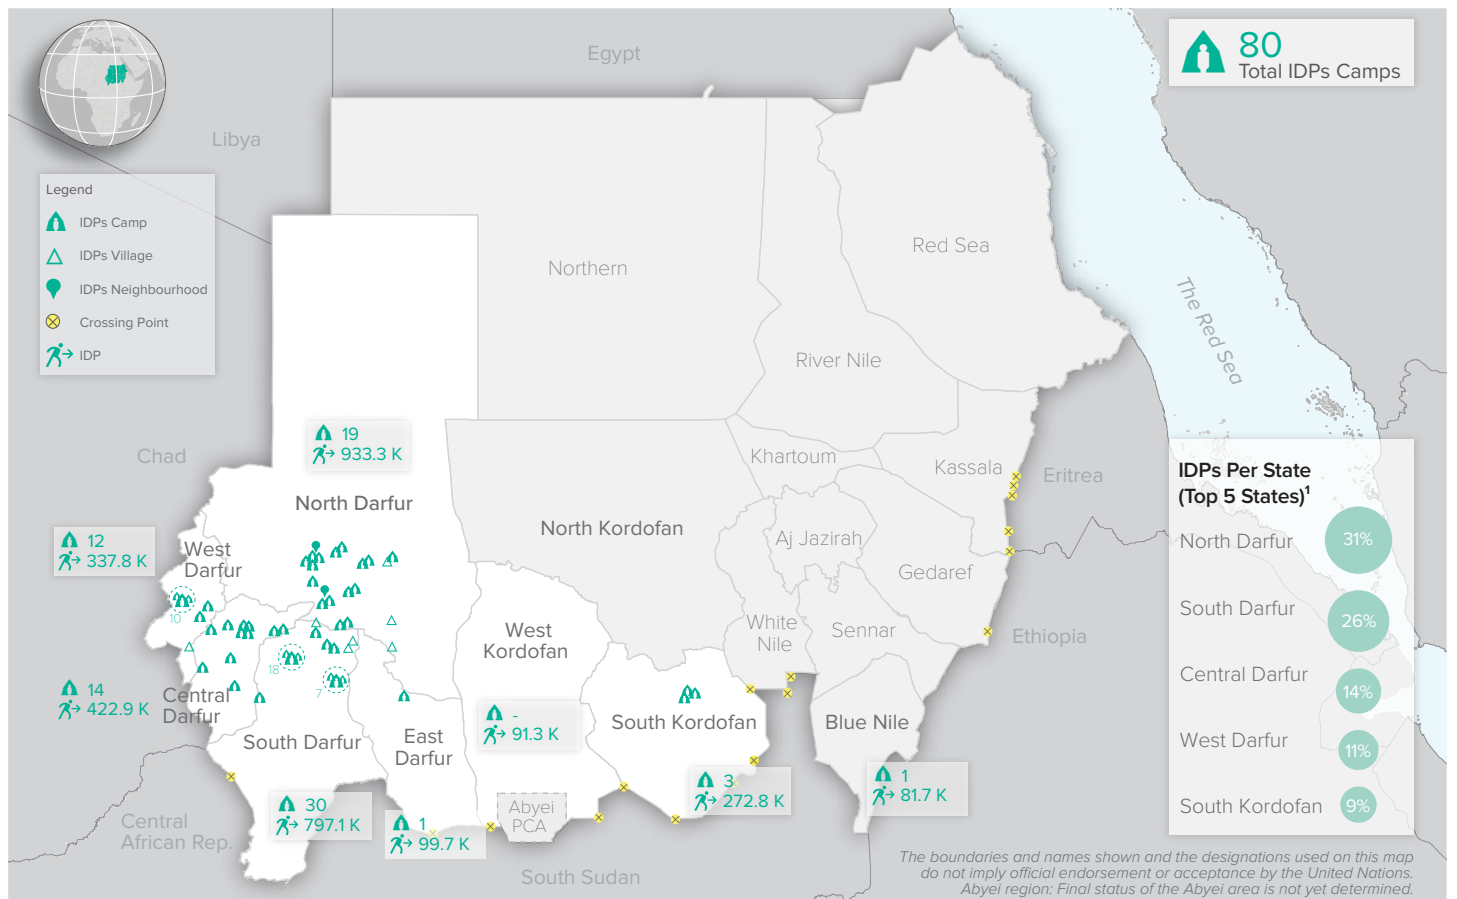 80
Total IDPs Camps
Egypt
Libya
Legend
IDPs Camp
IDPs Village
IDPs Neighbourhood
Crossing Point
IDP
Northern
Red Sea
The Red Sea
River Nile
Chad
19
933.3 K
North Darfur
Khartoum
Kassala
Eritrea
North Kordofan
Aj Jazirah
Gedaref
12
337.8 K
West
Darfur
10
White
Nile
Sennar
Ethiopia
West
Kordofan
18
7
14
422.9 K
Central
Darfur
South Darfur
East
Darfur
-
91.3 K
South Kordofan
Blue Nile
3
272.8 K
1
81.7 K
30
797.1 K
1
99.7 K
Abyei
PCA
Central
African Rep.
South Sudan
IDPs Per State
(Top 5 States)¹
North Darfur
31%
South Darfur
26%
Central Darfur
14%
West Darfur
11%
South Kordofan
9%
The boundaries and names shown and the designations used on this map
do not imply official endorsement or acceptance by the United Nations.
Abyei region: Final status of the Abyei area is not yet determined.